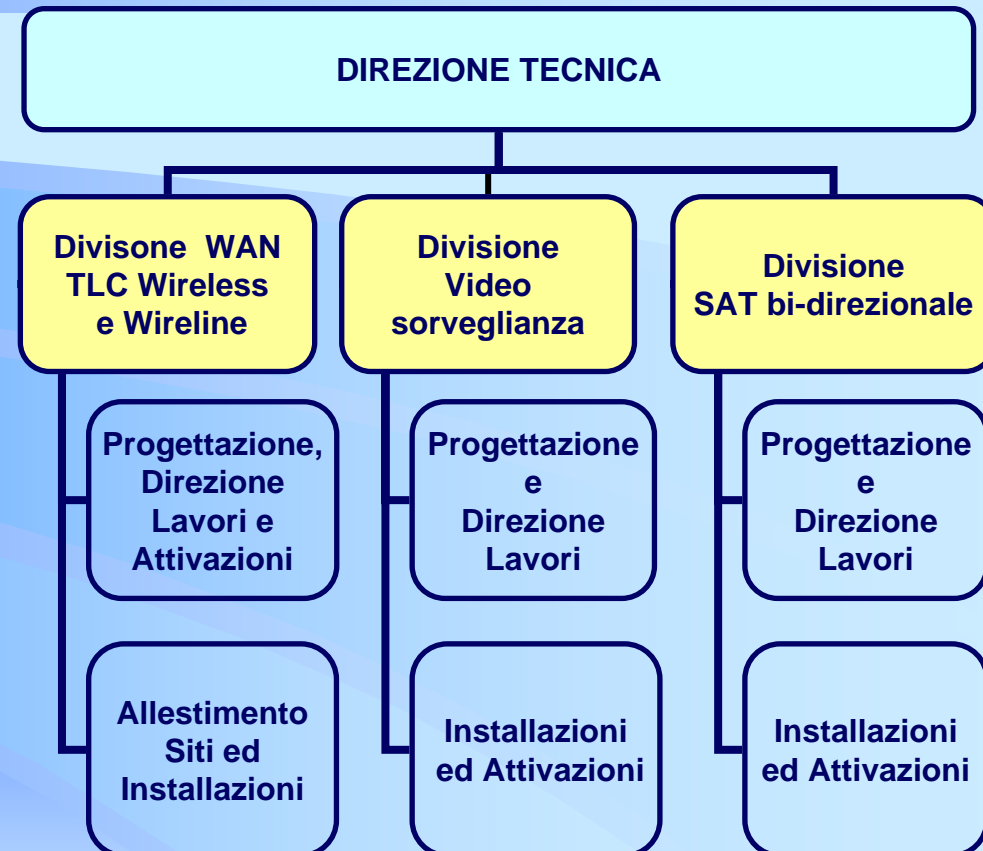 DIREZIONE TECNICA
Divisone WAN
TLC Wireless
e Wireline
Divisione
Video
sorveglianza
Divisione
SAT bi-direzionale
Progettazione,
Direzione
Lavori e
Attivazioni
Progettazione
e
Direzione
Lavori
Progettazione
e
Direzione
Lavori
Allestimento
Siti ed
Installazioni
Installazioni
ed Attivazioni
Installazioni
ed Attivazioni